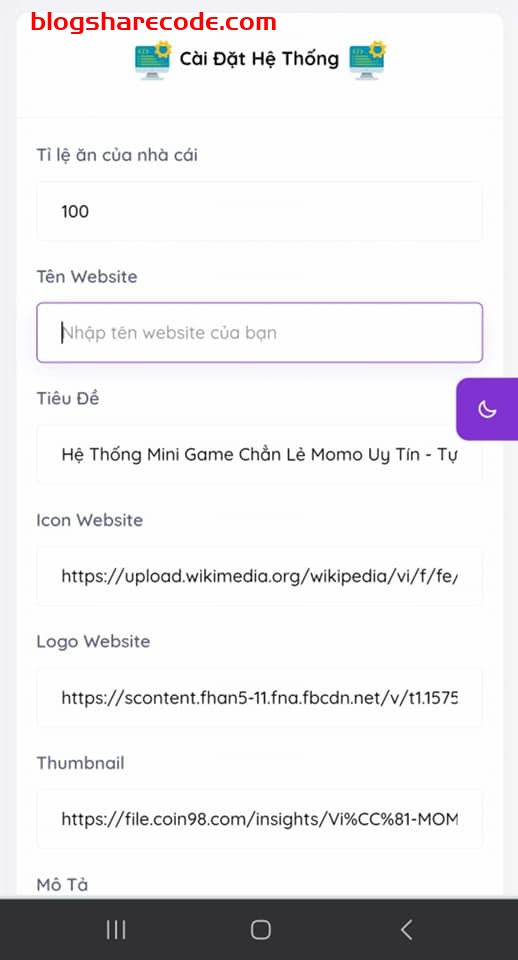 blogsharecode.com
Cài Đặt Hệ Thống
Tỉ lệ ăn của nhà cái
100
Tên Website
Nhập tên website của bạn
Tiêu Đề
Hệ Thống Mini Game Chẳn Lẻ Momo Uy Tín - Tự
Icon Website
https://upload.wikimedia.org/wikipedia/vi/f/fe/
Logo Website
https://scontent.fhan5-11.fna.fbcdn.net/v/t1.1575
Thumbnail
https://file.coin98.com/insights/Vi%CC%81-MOM
Mô Tả